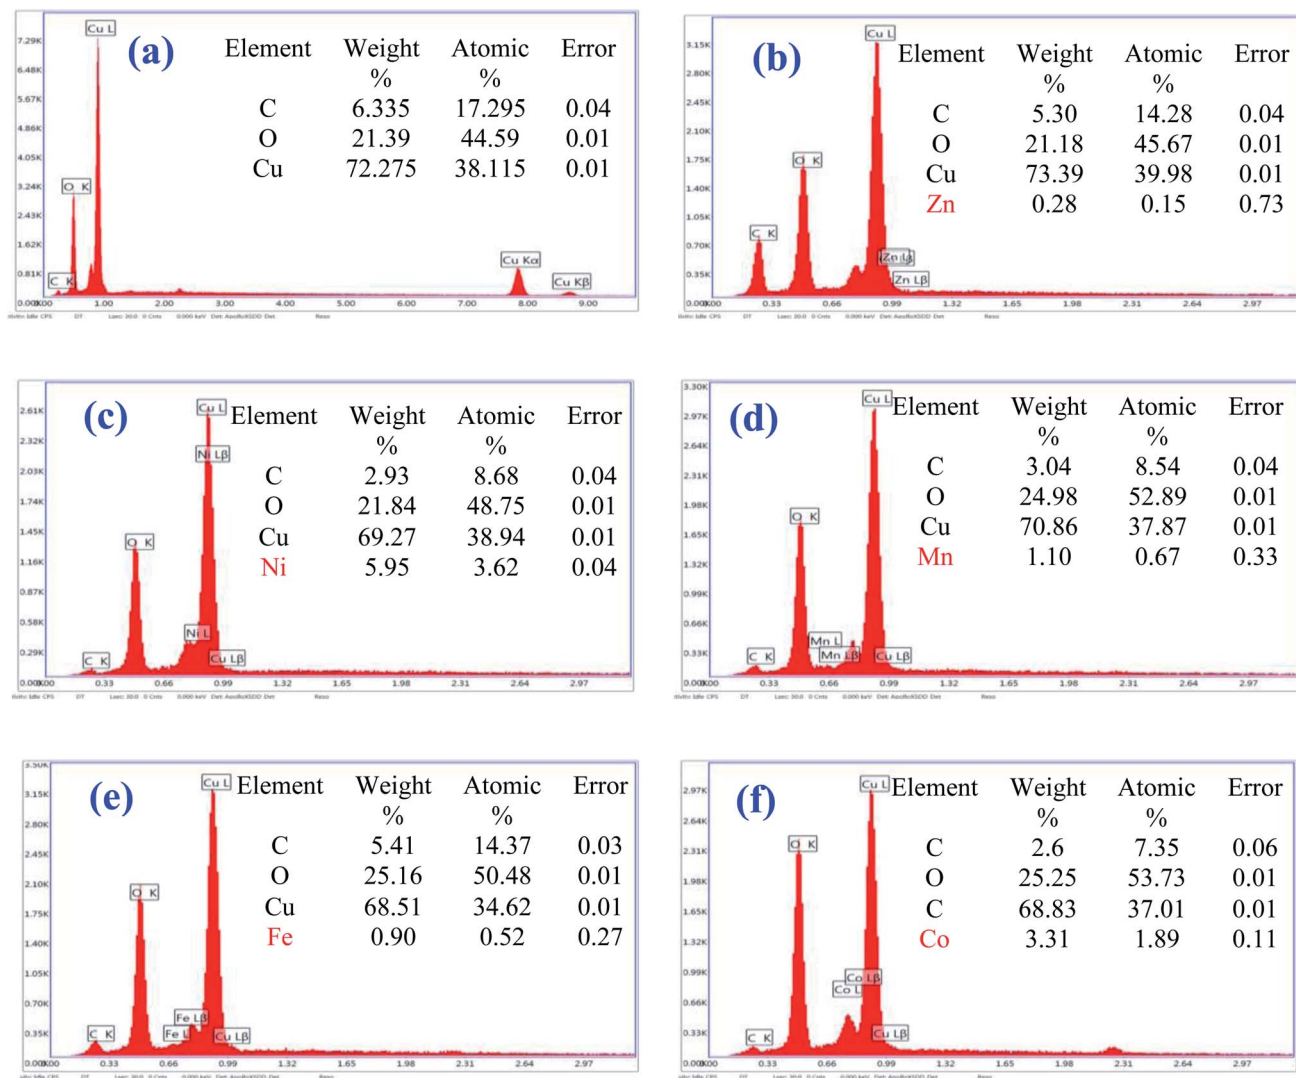 (a)
Element Weight Atomic Error
% %
C 6.335 17.295 0.04
O 21.39 44.59 0.01
Cu 72.275 38.115 0.01
7.29K
6.48K
5.67K
4.86K
4.05K
3.24K
2.43K
1.62K
0.81K
Cu L
O K
C K
Cu Kα
Cu Kβ
1.00 2.00 3.00 4.00 5.00 6.00 7.00 8.00 9.00
(b)
Element Weight Atomic Error
% %
C 5.30 14.28 0.04
O 21.18 45.67 0.01
Cu 73.39 39.98 0.01
Zn 0.28 0.15 0.73
3.15K
2.80K
2.45K
2.10K
1.75K
1.40K
1.05K
0.70K
0.35K
Cu L
O K
C K
Zn Lβ
0.33 0.66 0.99 1.32 1.65 1.98 2.31 2.64 2.97
(c)
Element Weight Atomic Error
% %
C 2.93 8.68 0.04
O 21.84 48.75 0.01
Cu 69.27 38.94 0.01
Ni 5.95 3.62 0.04
2.61K
2.32K
2.03K
1.74K
1.45K
1.16K
0.87K
0.58K
0.29K
Cu L
Ni Lβ
O K
Ni L
C K
Cu Lβ
0.33 0.66 0.99 1.32 1.65 1.98 2.31 2.64 2.97
(d)
Element Weight Atomic Error
% %
C 3.04 8.54 0.04
O 24.98 52.89 0.01
Cu 70.86 37.87 0.01
Mn 1.10 0.67 0.33
3.30K
2.97K
2.64K
2.31K
1.98K
1.65K
1.32K
0.99K
0.66K
0.33K
Cu L
O K
Mn L
C K
Mn Lβ
Cu Lβ
0.33 0.66 0.99 1.32 1.65 1.98 2.31 2.64 2.97
(e)
Element Weight Atomic Error
% %
C 5.41 14.37 0.03
O 25.16 50.48 0.01
Cu 68.51 34.62 0.01
Fe 0.90 0.52 0.27
3.50K
3.15K
2.80K
2.45K
2.10K
1.75K
1.40K
1.05K
0.70K
0.35K
Cu L
O K
Fe Lβ
C K
Fe L
Cu Lβ
0.33 0.66 0.99 1.32 1.65 1.98 2.31 2.64 2.97
(f)
Element Weight Atomic Error
% %
C 2.6 7.35 0.06
O 25.25 53.73 0.01
C 68.83 37.01 0.01
Co 3.31 1.89 0.11
2.97K
2.64K
2.31K
1.98K
1.65K
1.32K
0.99K
0.66K
0.33K
Cu L
O K
Co Lβ
Co L
C K
Cu Lβ
0.33 0.66 0.99 1.32 1.65 1.98 2.31 2.64 2.97